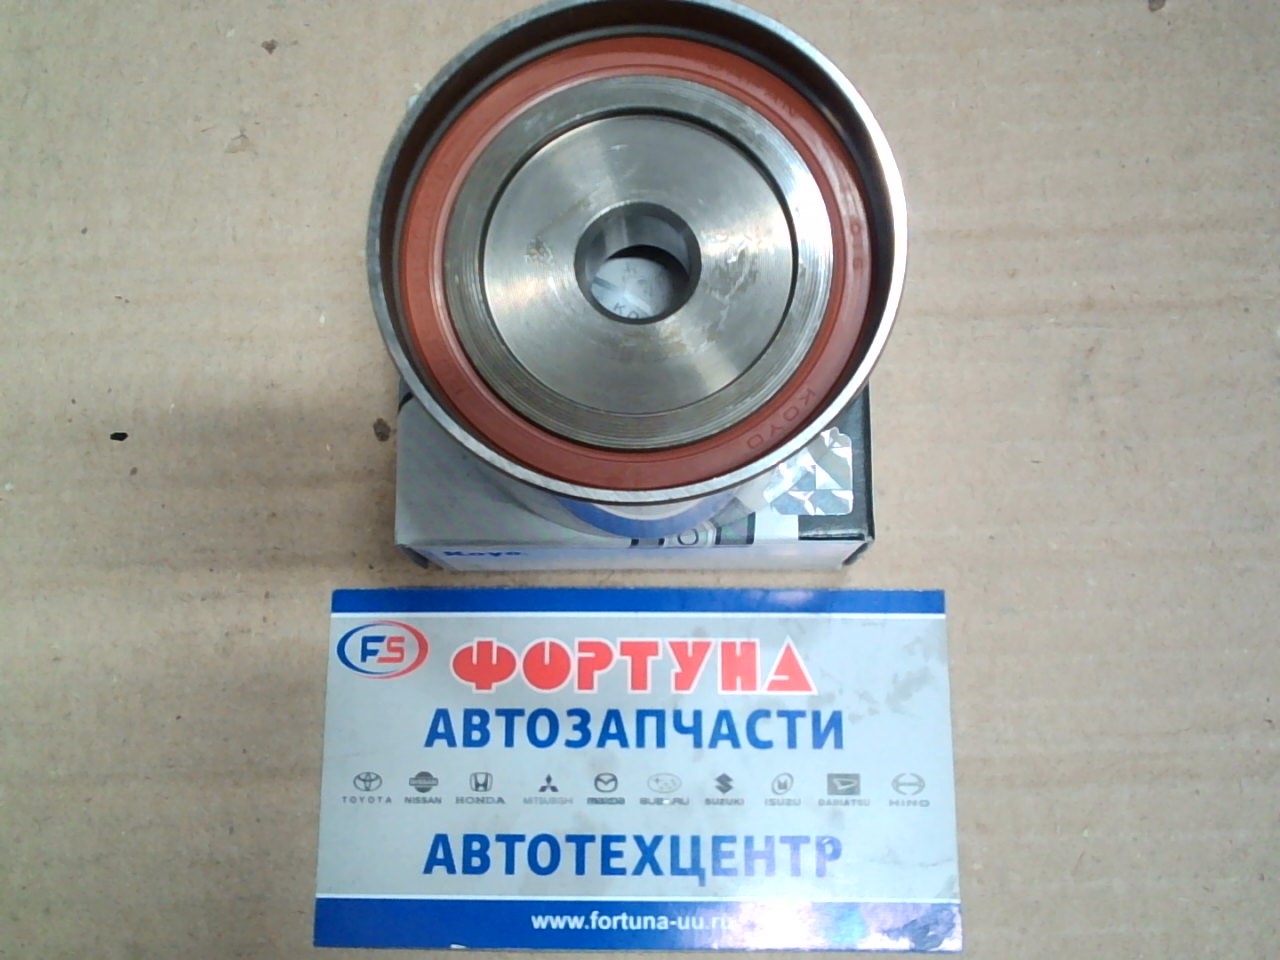 KOYO
Koyo
FS ФОРТУНА
АВТОЗАПЧАСТИ
TOYOTA NISSAN HONDA MITSUBISHI mazda SUBARU SUZUKI ISUZU DAIHATSU HINO
АВТОТЕХЦЕНТР
www.fortuna-uu.ru